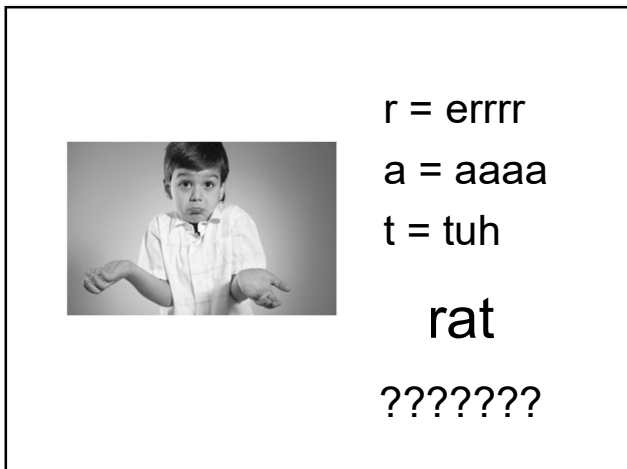 r = errrr
a = aaaa
t = tuh
rat
???????